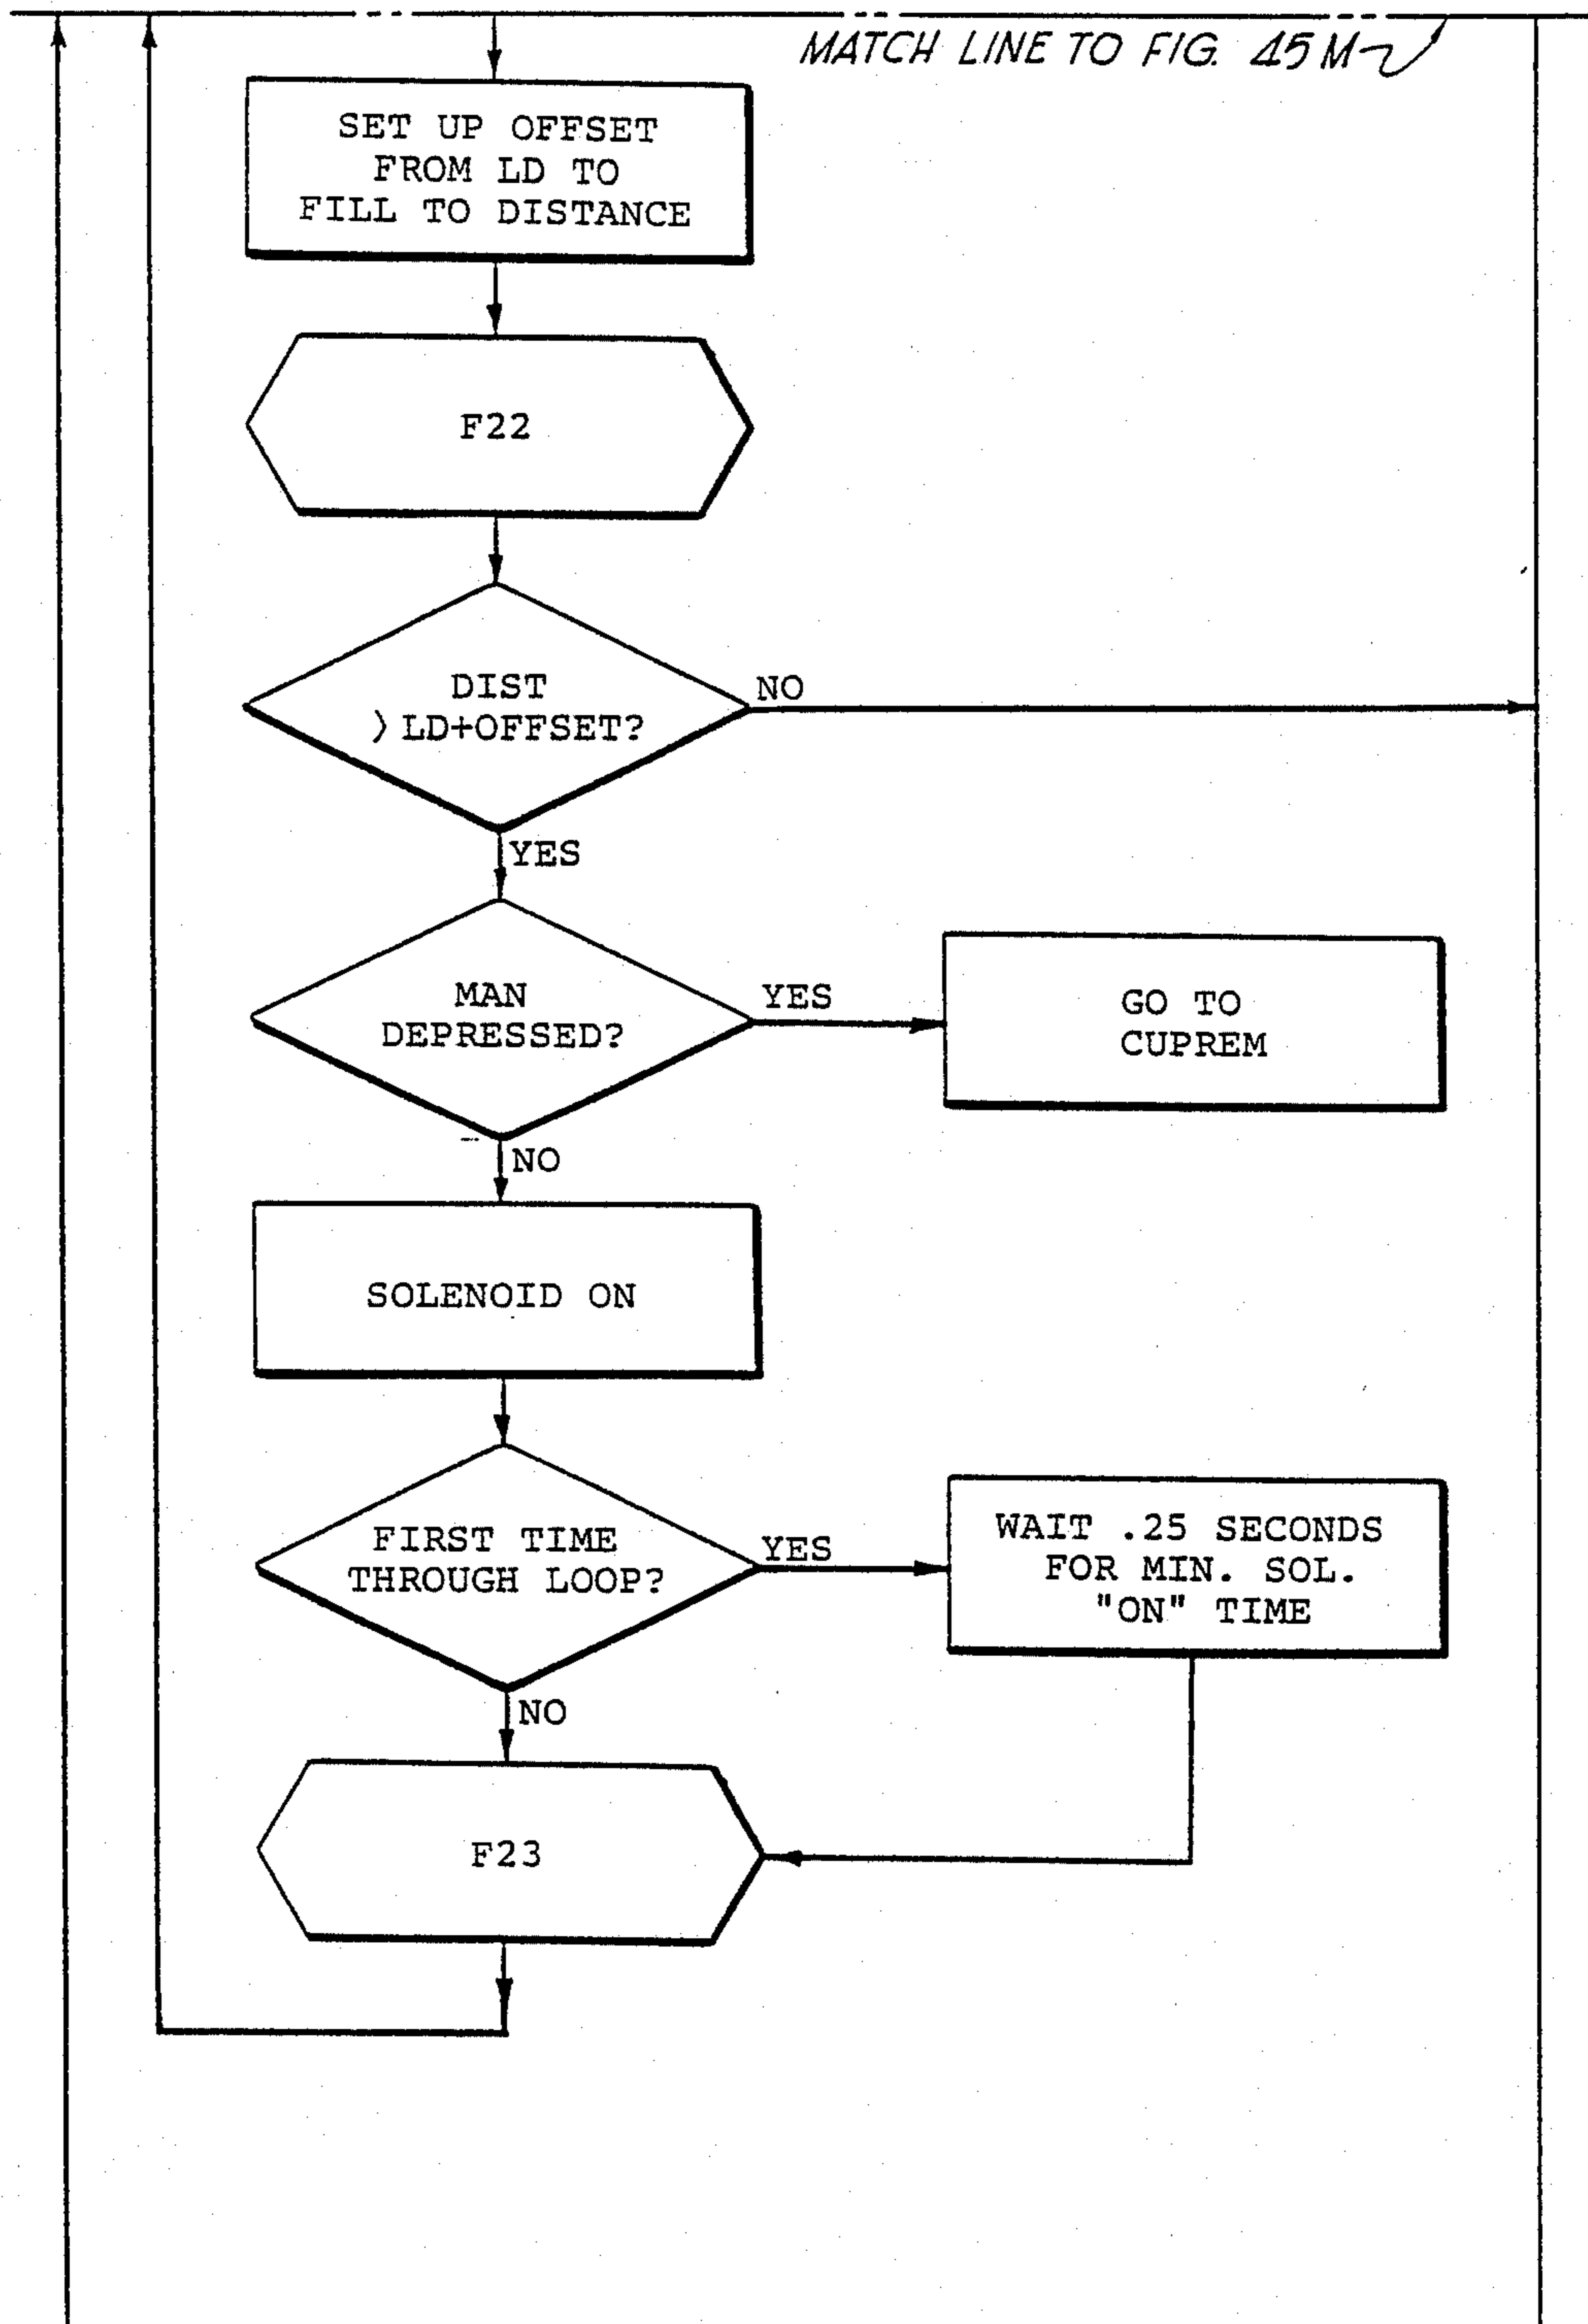 MATCH LINE TO FIG. 45M
SET UP OFFSET
FROM LD TO
FILL TO DISTANCE
F22
DIST
>LD+OFFSET?
NO
YES
MAN
DEPRESSED?
YES
GO TO
CUPREM
NO
SOLENOID ON
FIRST TIME
THROUGH LOOP?
YES
WAIT .25 SECONDS
FOR MIN. SOL.
"ON" TIME
NO
F23